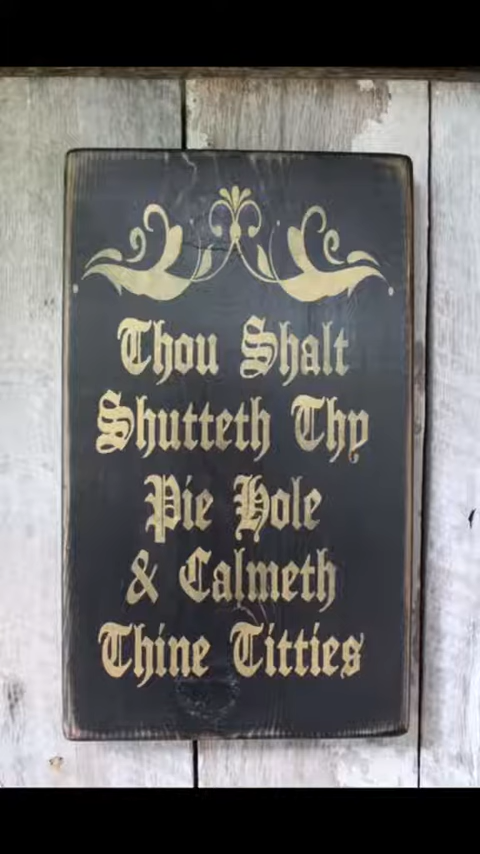 Thou Shalt
Shutteth Thy
Pie Hole
& Calmeth
Thine Titties